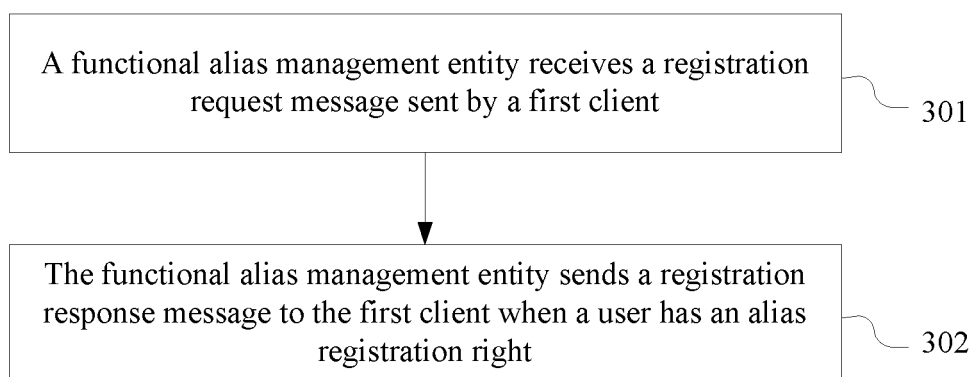 A functional alias management entity receives a registration
request message sent by a first client
301
The functional alias management entity sends a registration
response message to the first client when a user has an alias
registration right
302